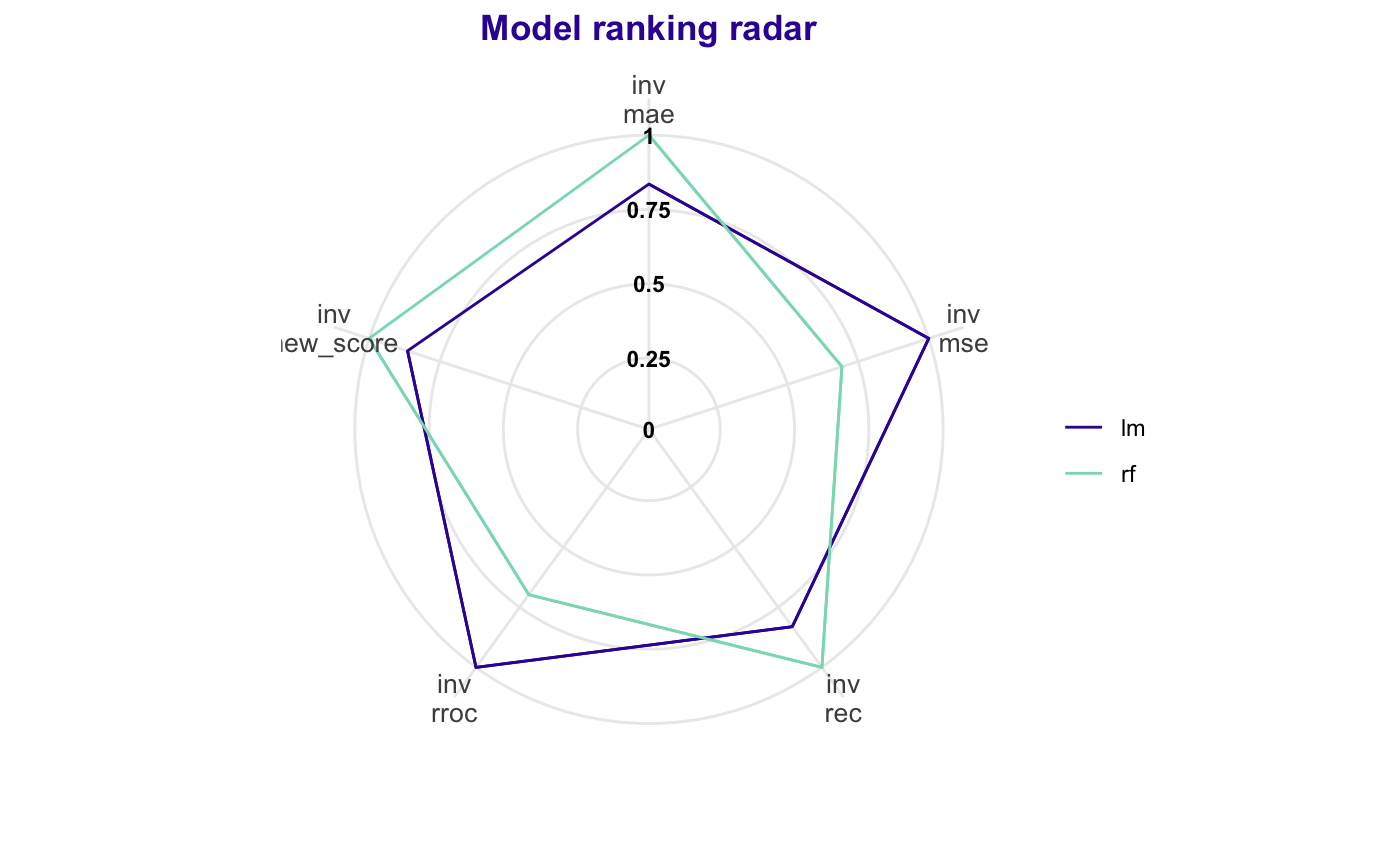 Model ranking radar
inv
mae
1
0.75
0.5
0.25
0
inv
mse
inv
rec
inv
rroc
inv
new_score
lm
rf